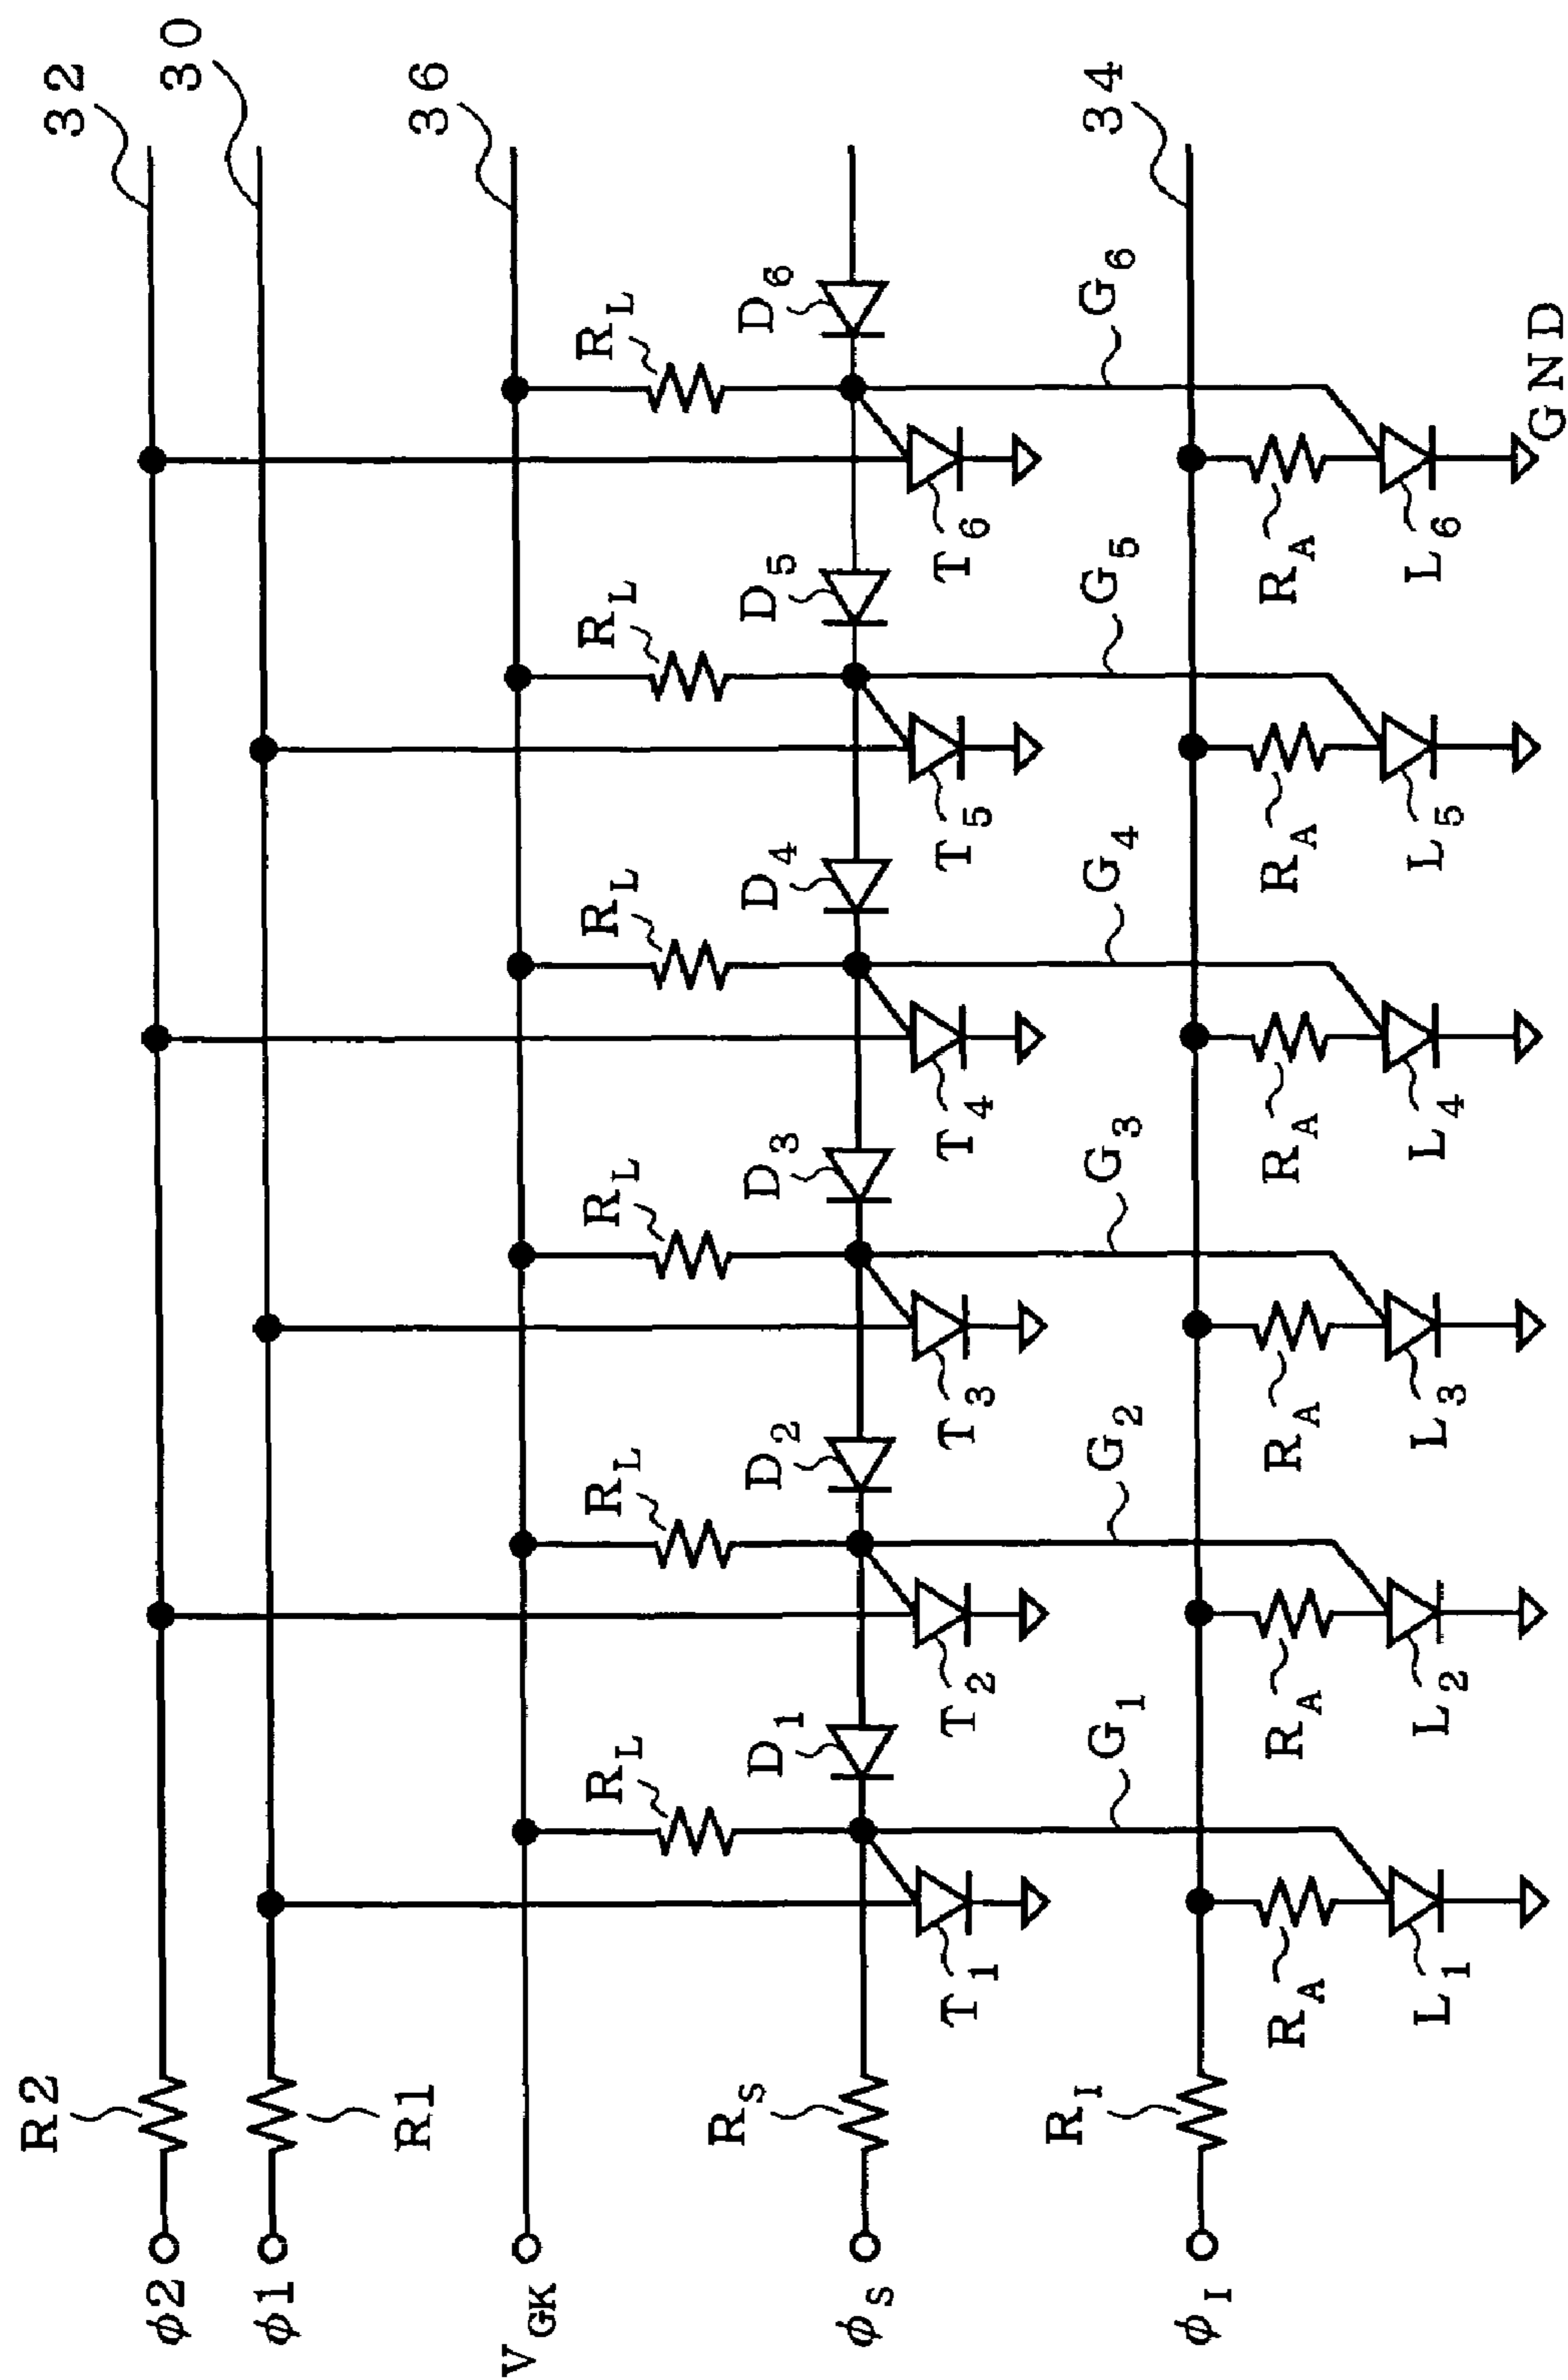 32
30
36
34
R2
R1
φ2
φ1
V_GK
R_L R_L R_L R_L R_L R_L
D_1 D_2 D_3 D_4 D_5 D_6
R_S
φ_S
T_1 T_2 T_3 T_4 T_5 T_6
G_1 G_2 G_3 G_4 G_5 G_6
R_I
φ_I
R_A R_A R_A R_A R_A R_A
L_1 L_2 L_3 L_4 L_5 L_6
GND